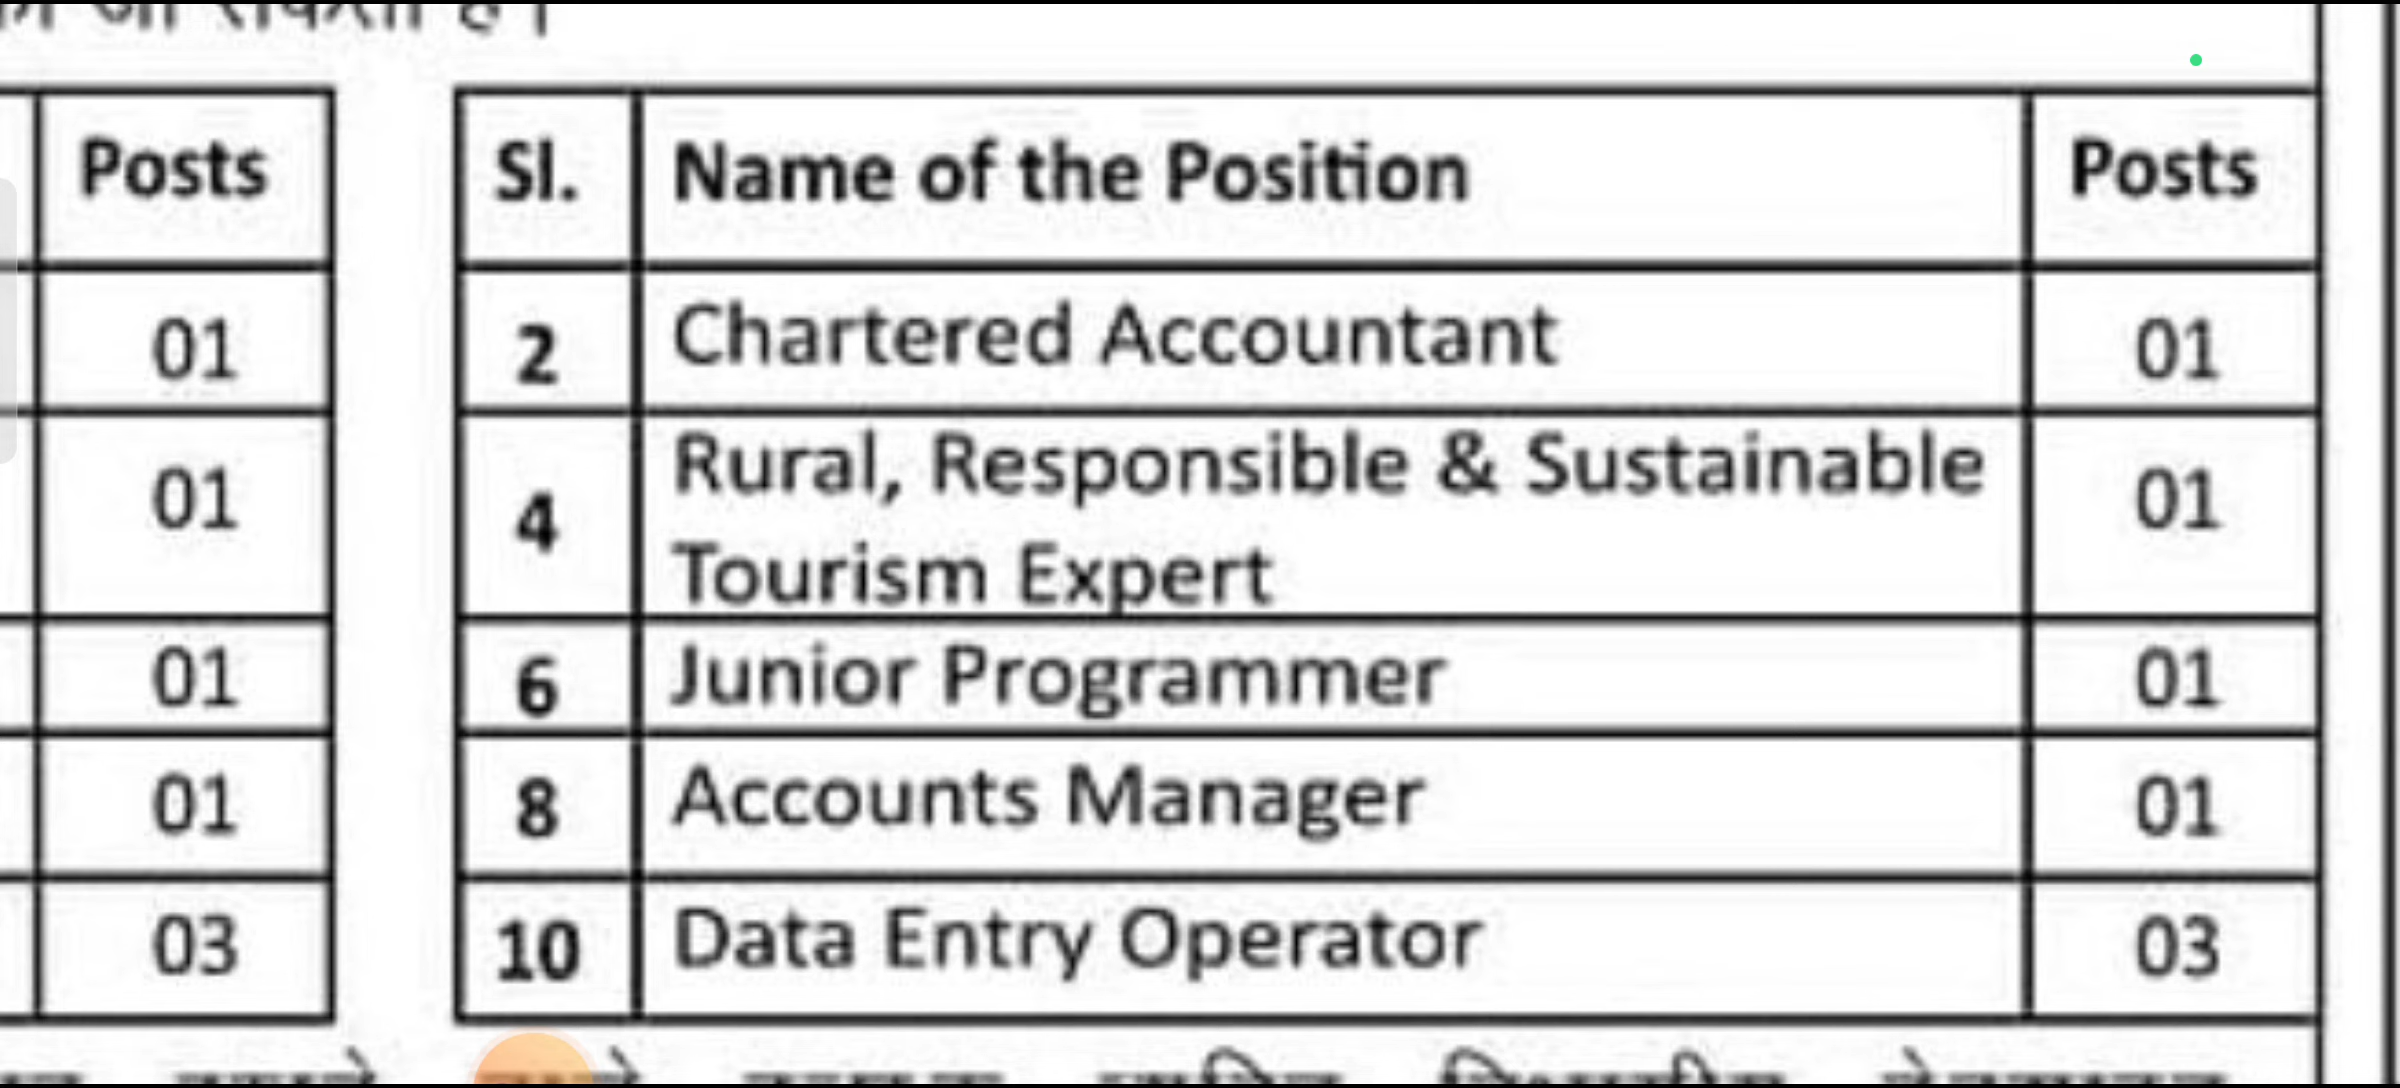 Posts
01
01
01
01
03
Sl. Name of the Position Posts
2 Chartered Accountant 01
4 Rural, Responsible & Sustainable
Tourism Expert 01
6 Junior Programmer 01
8 Accounts Manager 01
10 Data Entry Operator 03